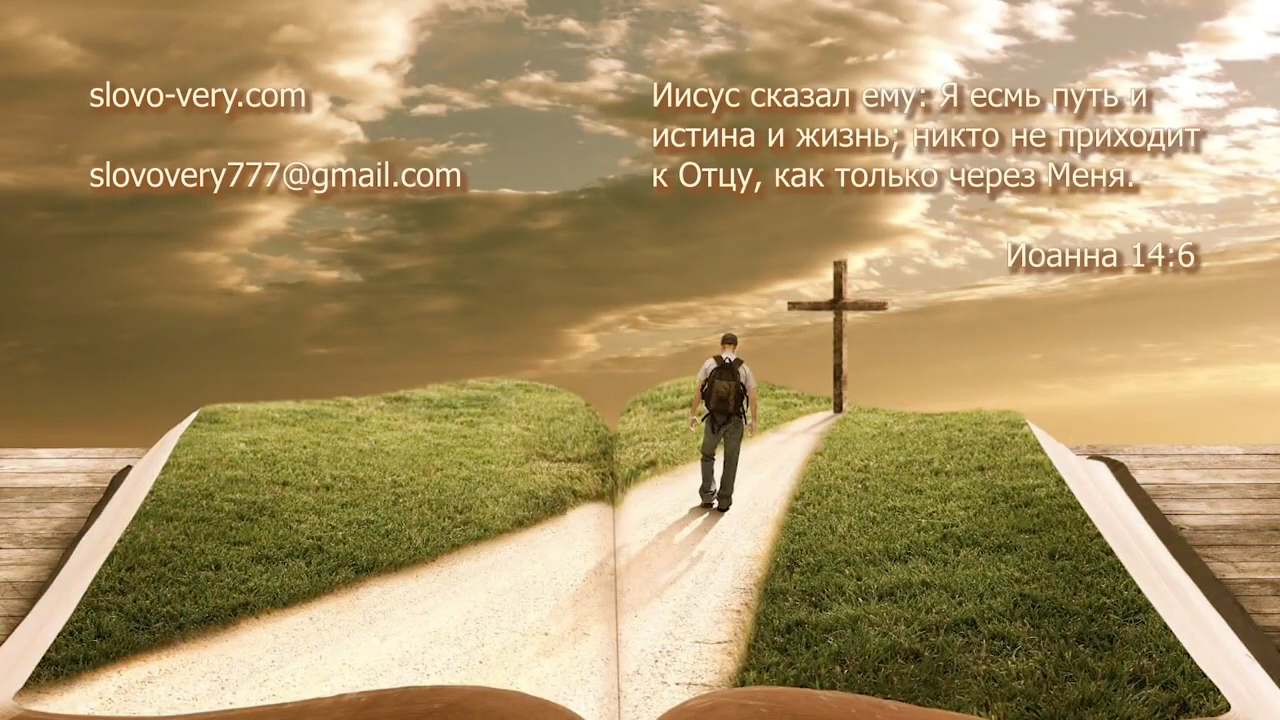 slovo-very.com
slovovery777@gmail.com
Иисус сказал ему: Я есмь путь и
истина и жизнь; никто не приходит
к Отцу, как только через Меня.
Иоанна 14:6